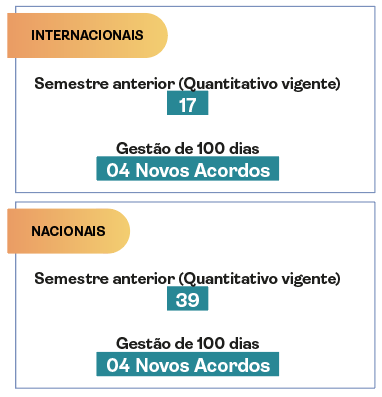 INTERNACIONAIS
Semestre anterior (Quantitativo vigente)
17
Gestão de 100 dias
04 Novos Acordos
NACIONAIS
Semestre anterior (Quantitativo vigente)
39
Gestão de 100 dias
04 Novos Acordos